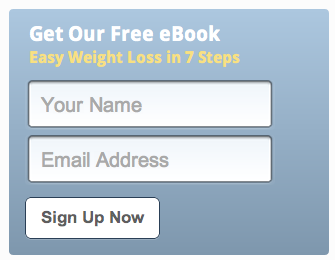 Get Our Free eBook
Easy Weight Loss in 7 Steps
Your Name
Email Address
Sign Up Now